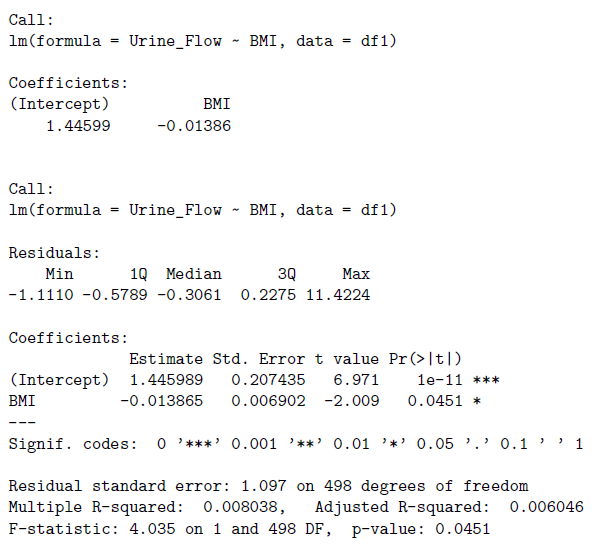 Call:
lm(formula = Urine_Flow ~ BMI, data = df1)
Coefficients:
(Intercept)          BMI
    1.44599     -0.01386
Call:
lm(formula = Urine_Flow ~ BMI, data = df1)
Residuals:
    Min      1Q  Median      3Q     Max
-1.1110 -0.5789 -0.3061  0.2275 11.4224
Coefficients:
             Estimate Std. Error t value Pr(>|t|)
(Intercept)  1.445989   0.207435   6.971    1e-11 ***
BMI         -0.013865   0.006902  -2.009   0.0451 *
---
Signif. codes:  0 ’***’ 0.001 ’**’ 0.01 ’*’ 0.05 ’.’ 0.1 ’ ’ 1
Residual standard error: 1.097 on 498 degrees of freedom
Multiple R-squared:  0.008038,   Adjusted R-squared:  0.006046
F-statistic: 4.035 on 1 and 498 DF,  p-value: 0.0451